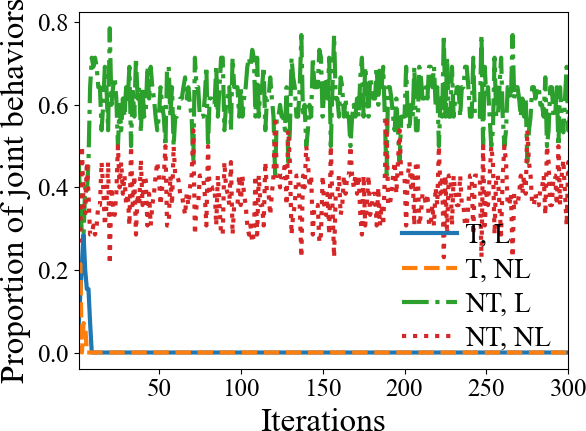 Proportion of joint behaviors
0.8
0.6
0.4
0.2
0.0
T, L
T, NL
NT, L
NT, NL
50
100
150
200
250
300
Iterations